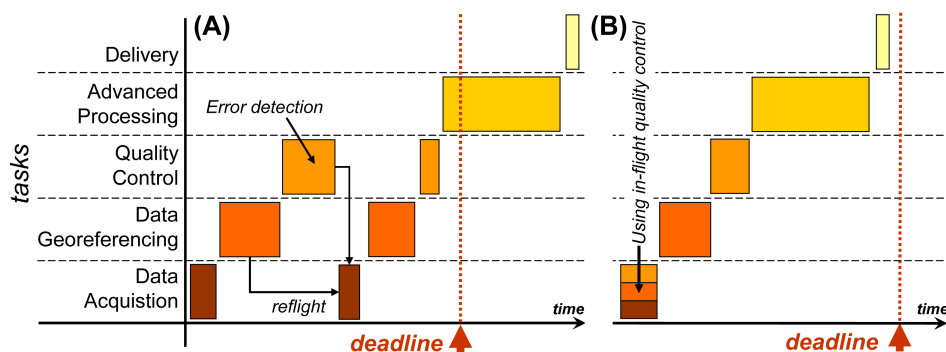 (A)
(B)
tasks
Delivery
Advanced
Processing
Quality
Control
Data
Georeferencing
Data
Acquistion
Error detection
reflight
time
deadline
Using in-flight quality control
time
deadline